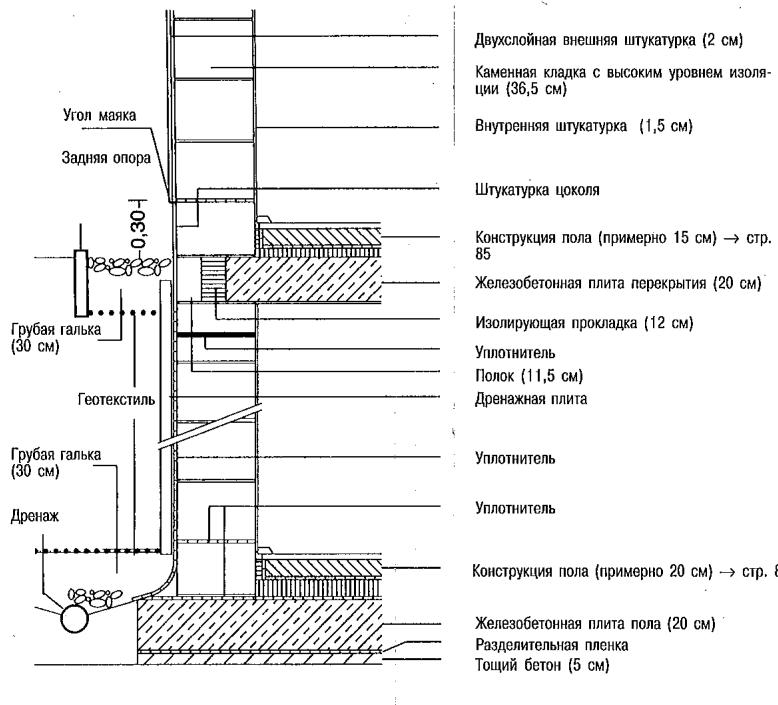 Двухслойная внешняя штукатурка (2 см)
Каменная кладка с высоким уровнем изоля-
ции (36,5 см)
Угол маяка
Внутренняя штукатурка (1,5 см)
Задняя опора
Штукатурка цоколя
0,30
Конструкция пола (примерно 15 см) → стр.
85
Железобетонная плита перекрытия (20 см)
Грубая галька
(30 см)
Изолирующая прокладка (12 см)
Уплотнитель
Полок (11,5 см)
Геотекстиль
Дренажная плита
Грубая галька
(30 см)
Уплотнитель
Дренаж
Уплотнитель
Конструкция пола (примерно 20 см) → стр.
Железобетонная плита пола (20 см)
Разделительная пленка
Тощий бетон (5 см)